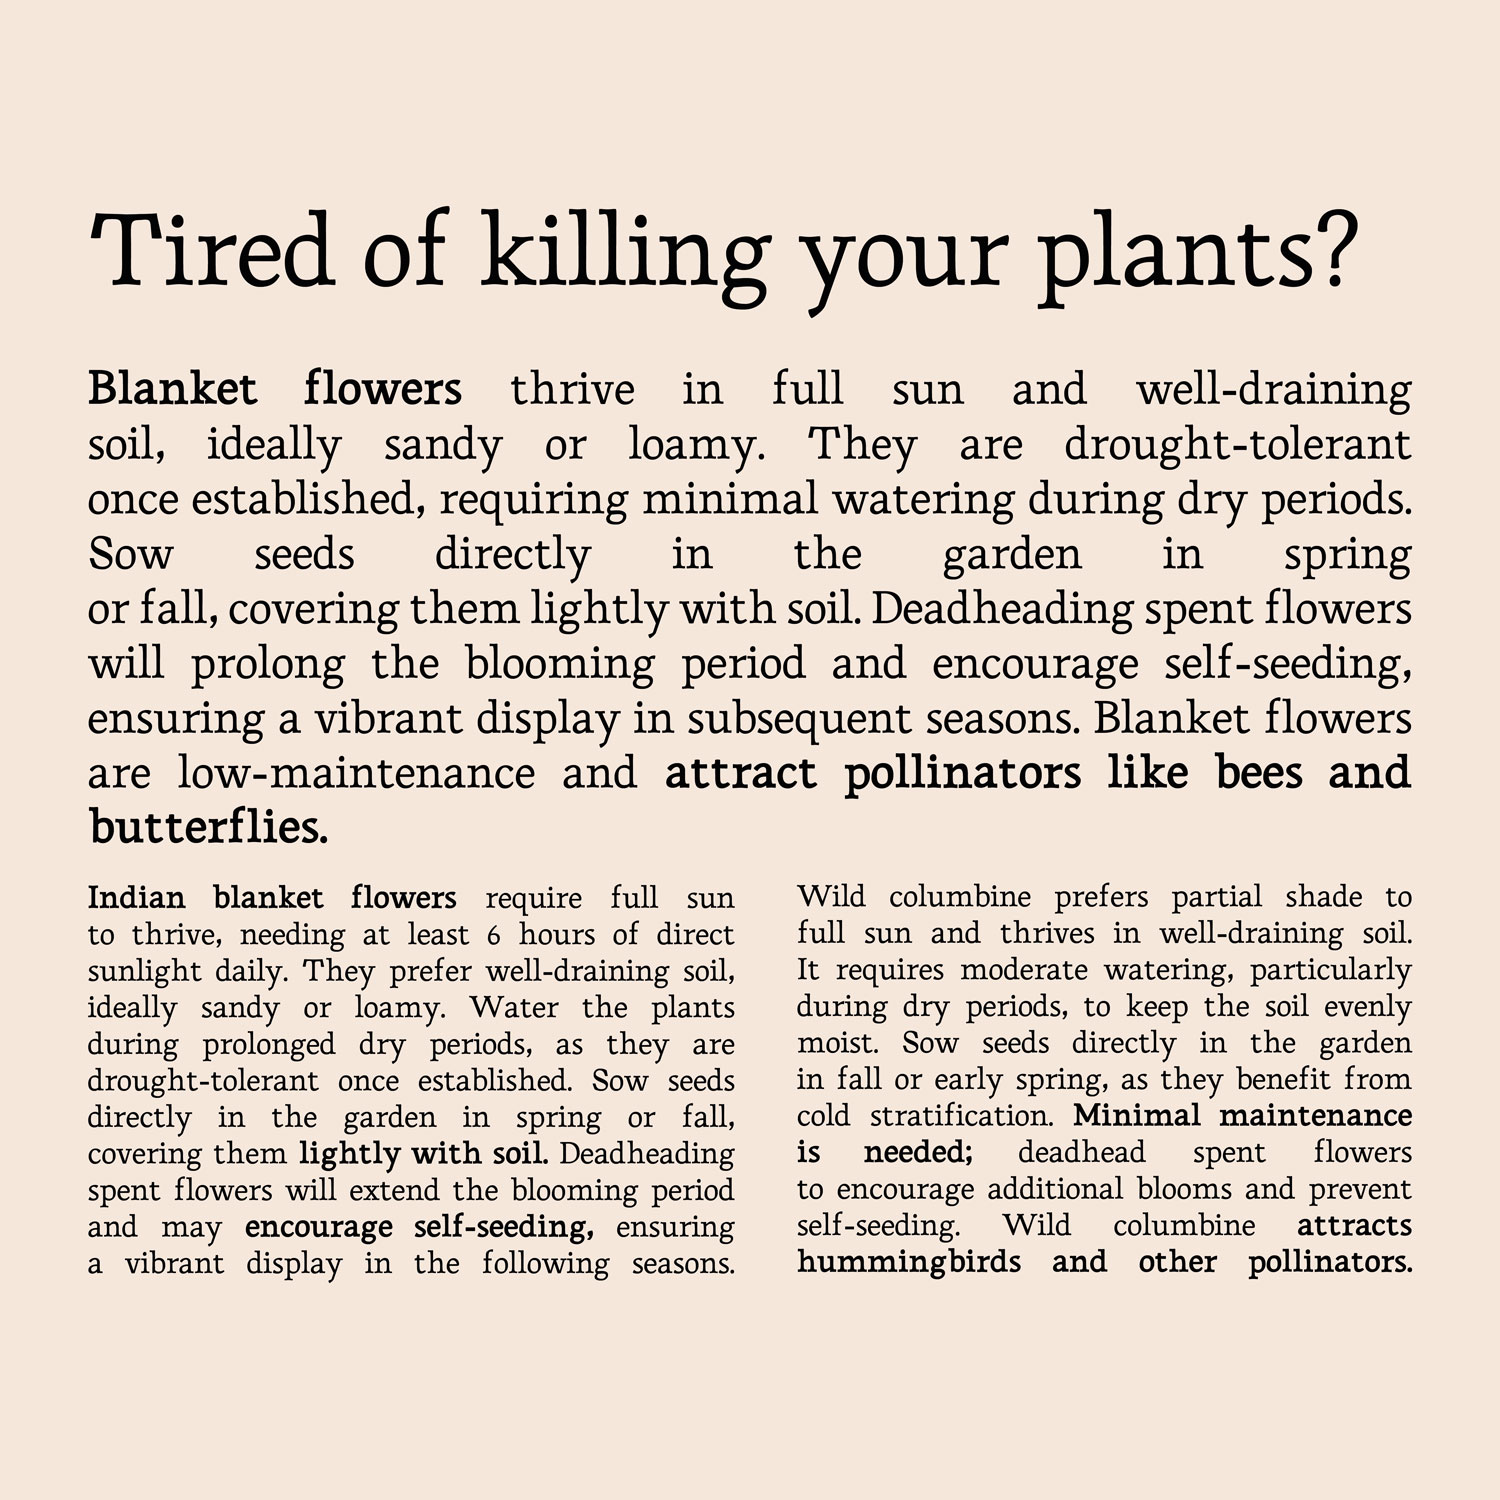 Tired of killing your plants?
Blanket flowers thrive in full sun and well-draining
soil, ideally sandy or loamy. They are drought-tolerant
once established, requiring minimal watering during dry periods.
Sow seeds directly in the garden in spring
or fall, covering them lightly with soil. Deadheading spent flowers
will prolong the blooming period and encourage self-seeding,
ensuring a vibrant display in subsequent seasons. Blanket flowers
are low-maintenance and attract pollinators like bees and
butterflies.
Indian blanket flowers require full sun
to thrive, needing at least 6 hours of direct
sunlight daily. They prefer well-draining soil,
ideally sandy or loamy. Water the plants
during prolonged dry periods, as they are
drought-tolerant once established. Sow seeds
directly in the garden in spring or fall,
covering them lightly with soil. Deadheading
spent flowers will extend the blooming period
and may encourage self-seeding, ensuring
a vibrant display in the following seasons.
Wild columbine prefers partial shade to
full sun and thrives in well-draining soil.
It requires moderate watering, particularly
during dry periods, to keep the soil evenly
moist. Sow seeds directly in the garden
in fall or early spring, as they benefit from
cold stratification. Minimal maintenance
is needed; deadhead spent flowers
to encourage additional blooms and prevent
self-seeding. Wild columbine attracts
hummingbirds and other pollinators.